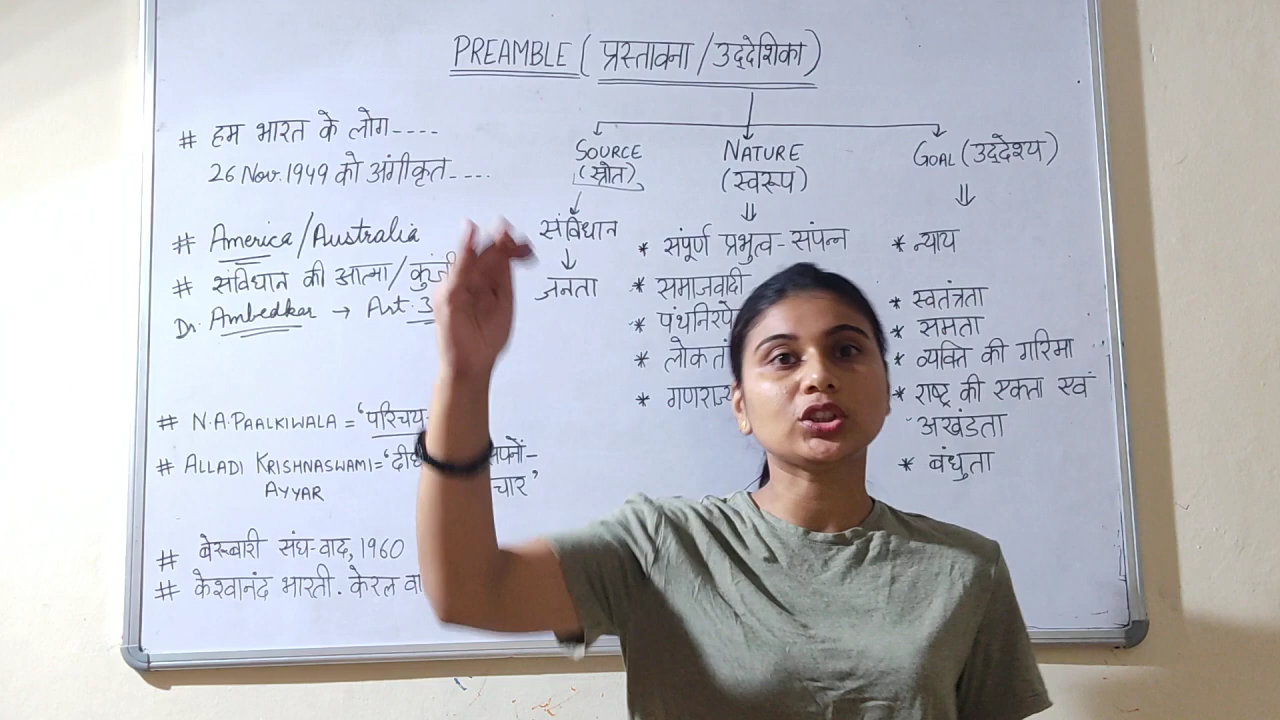 PREAMBLE ( प्रस्तावना / उद्देशिका )
# हम भारत के लोग----
26 Nov. 1949 को अंगीकृत----
# America/Australia
# संविधान की आत्मा/कुंजी
Dr. Ambedkar → Art. 3
# N.A. PAALKIWALA = 'परिचय-
# ALLADI KRISHNASWAMI = '
AYYAR
# बेरूबारी संघ-वाद, 1960
# केश्वानंद भारती. केरल
SOURCE
(स्रोत)
संविधान
↓
जनता
NATURE
(स्वरूप)
⇓
* संपूर्ण प्रभुत्व-संपन्न
* समाजवादी
* पंथनिरपे
* लोकतं
* गणराज्य
GOAL (उद्देश्य)
⇓
* न्याय
* स्वतंत्रता
* समता
* व्यक्ति की गरिमा
* राष्ट्र की एकता एवं
अखंडता
* बंधुता